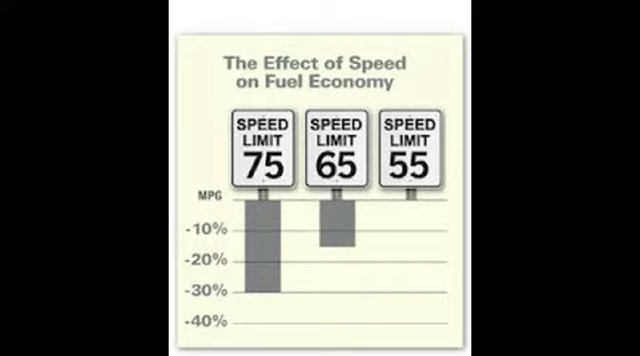 The Effect of Speed
on Fuel Economy
SPEED
LIMIT
75
SPEED
LIMIT
65
SPEED
LIMIT
55
MPG
-10%
-20%
-30%
-40%